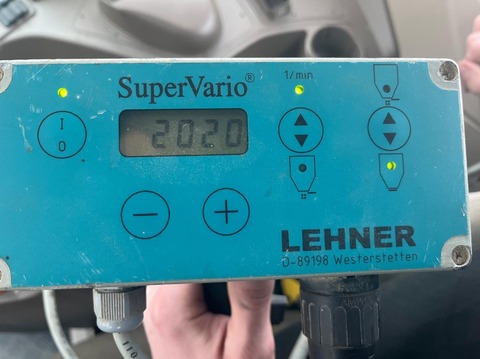 SuperVario®
1/min
I
0
2020
LEHNER
D-89198 Westerstetten